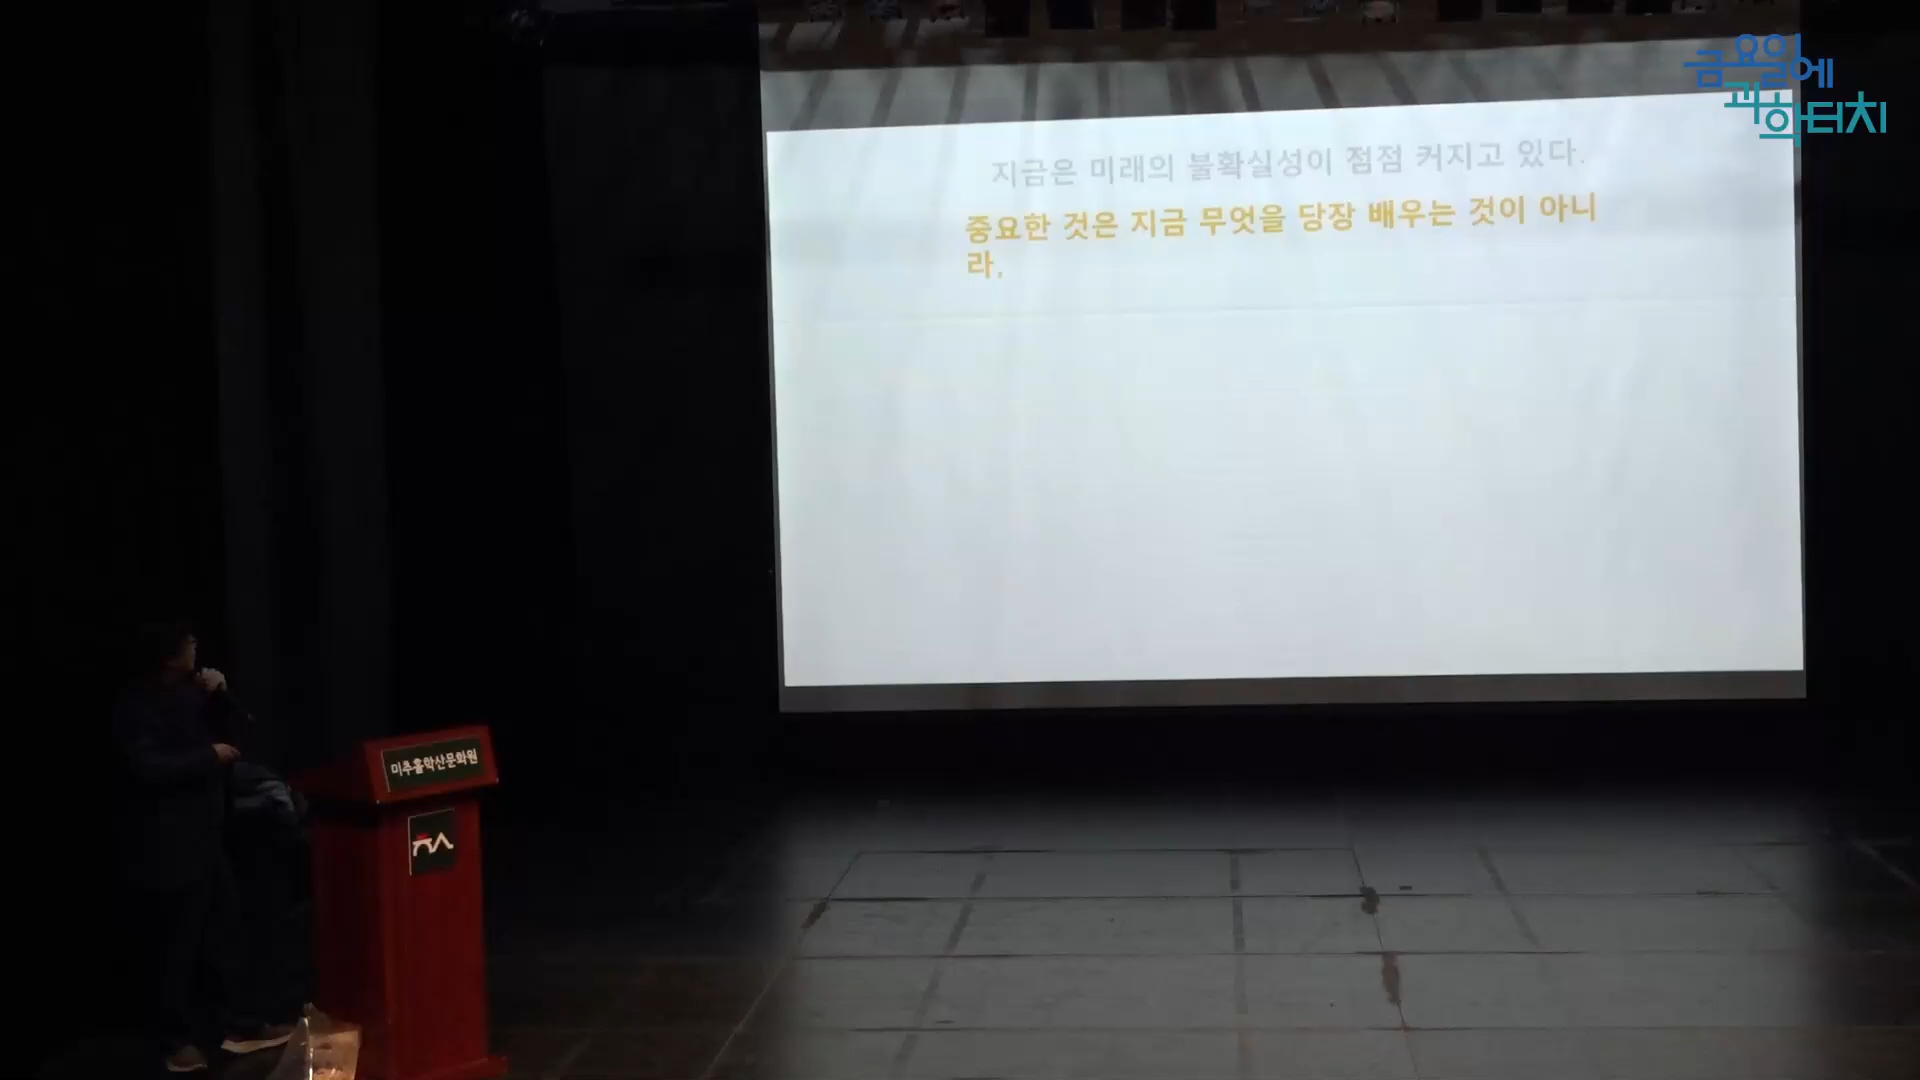 금요일에
과학터치
지금은 미래의 불확실성이 점점 커지고 있다.
중요한 것은 지금 무엇을 당장 배우는 것이 아니
라,
미추홀학산문화원